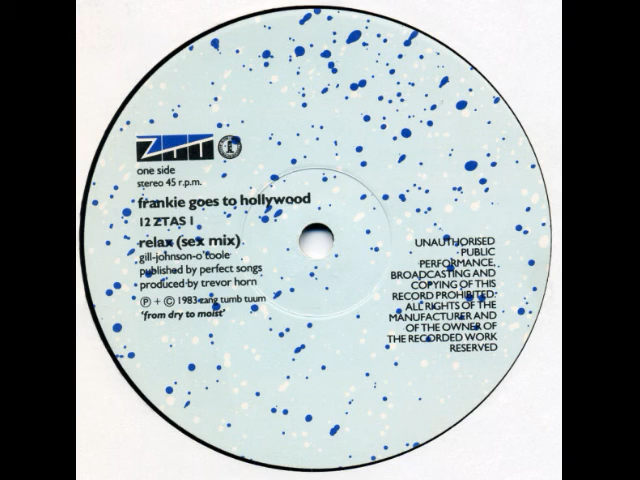 ZTT
one side
stereo 45 r.p.m.
frankie goes to hollywood
12 ZTAS 1
relax (sex mix)
gill-johnson-o'toole
published by perfect songs
produced by trevor horn
Ⓟ + © 1983 zang tumb tuum
'from dry to moist'
UNAUTHORISED
PUBLIC
PERFORMANCE,
BROADCASTING AND
COPYING OF THIS
RECORD PROHIBITED.
ALL RIGHTS OF THE
MANUFACTURER AND
OF THE OWNER OF
THE RECORDED WORK
RESERVED